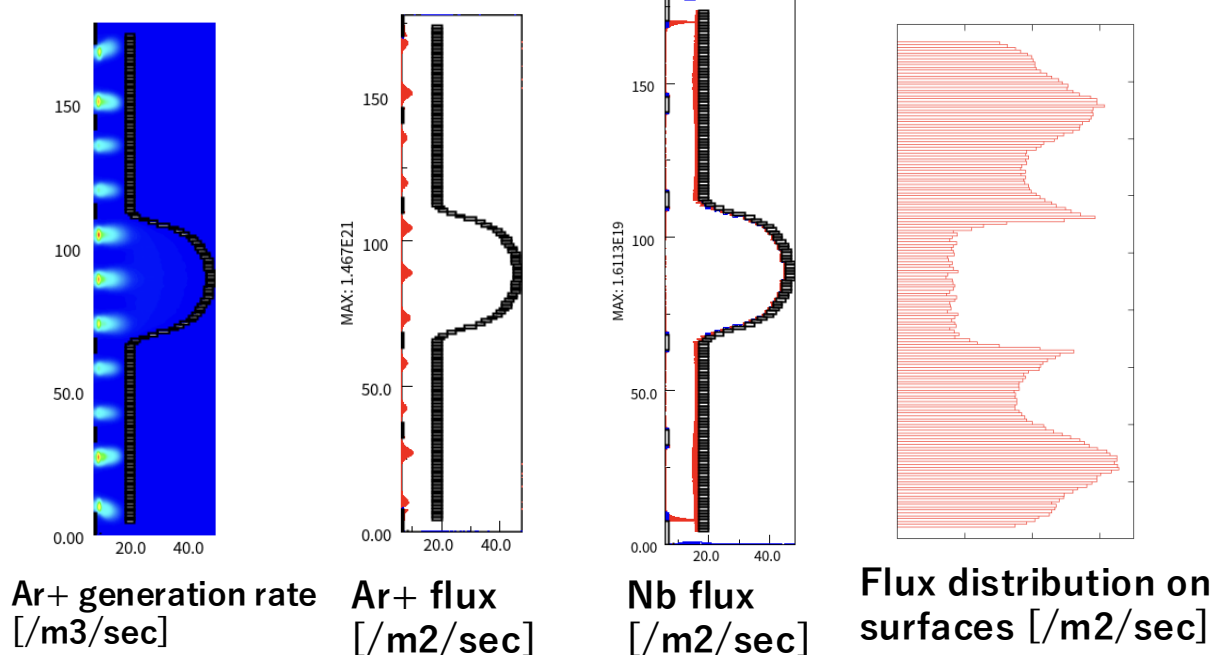 150
100
50.0
0.00
20.0 40.0
MAX: 1.467E21
150
100
50.0
0.00
20.0 40.0
MAX: 1.6113E19
150
100
50.0
0.00
20.0 40.0
Ar+ generation rate
[/m3/sec]
Ar+ flux
[/m2/sec]
Nb flux
[/m2/sec]
Flux distribution on
surfaces [/m2/sec]